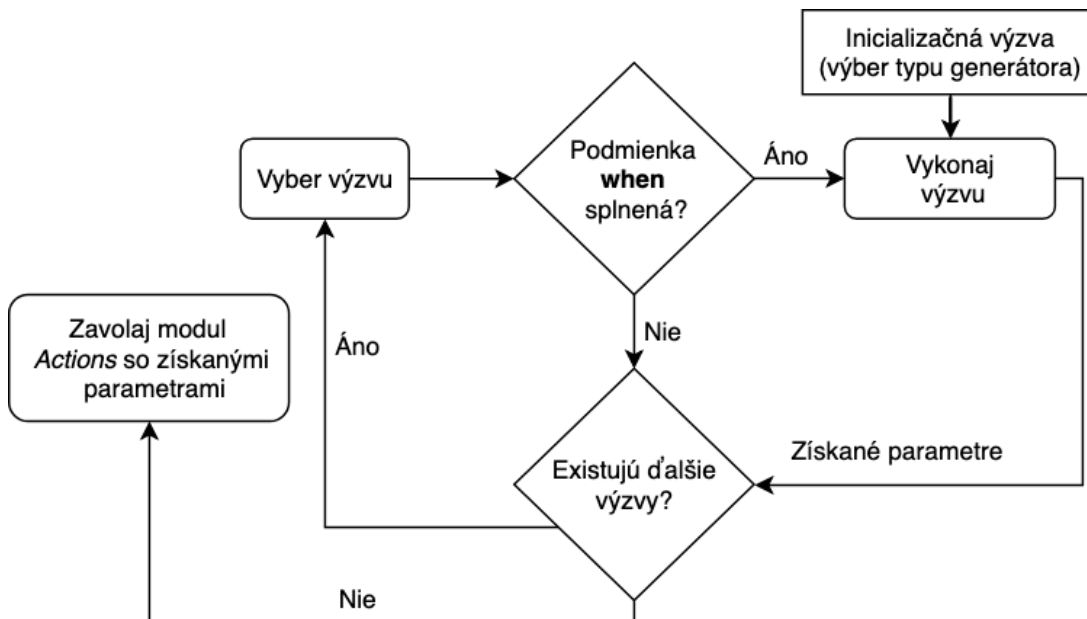 Inicializačná výzva
(výber typu generátora)
Vyber výzvu
Podmienka
when
splnená?
Áno
Vykonaj
výzvu
Zavolaj modul
Actions so získanými
parametrami
Áno
Nie
Získané parametre
Existujú ďalšie
výzvy?
Nie